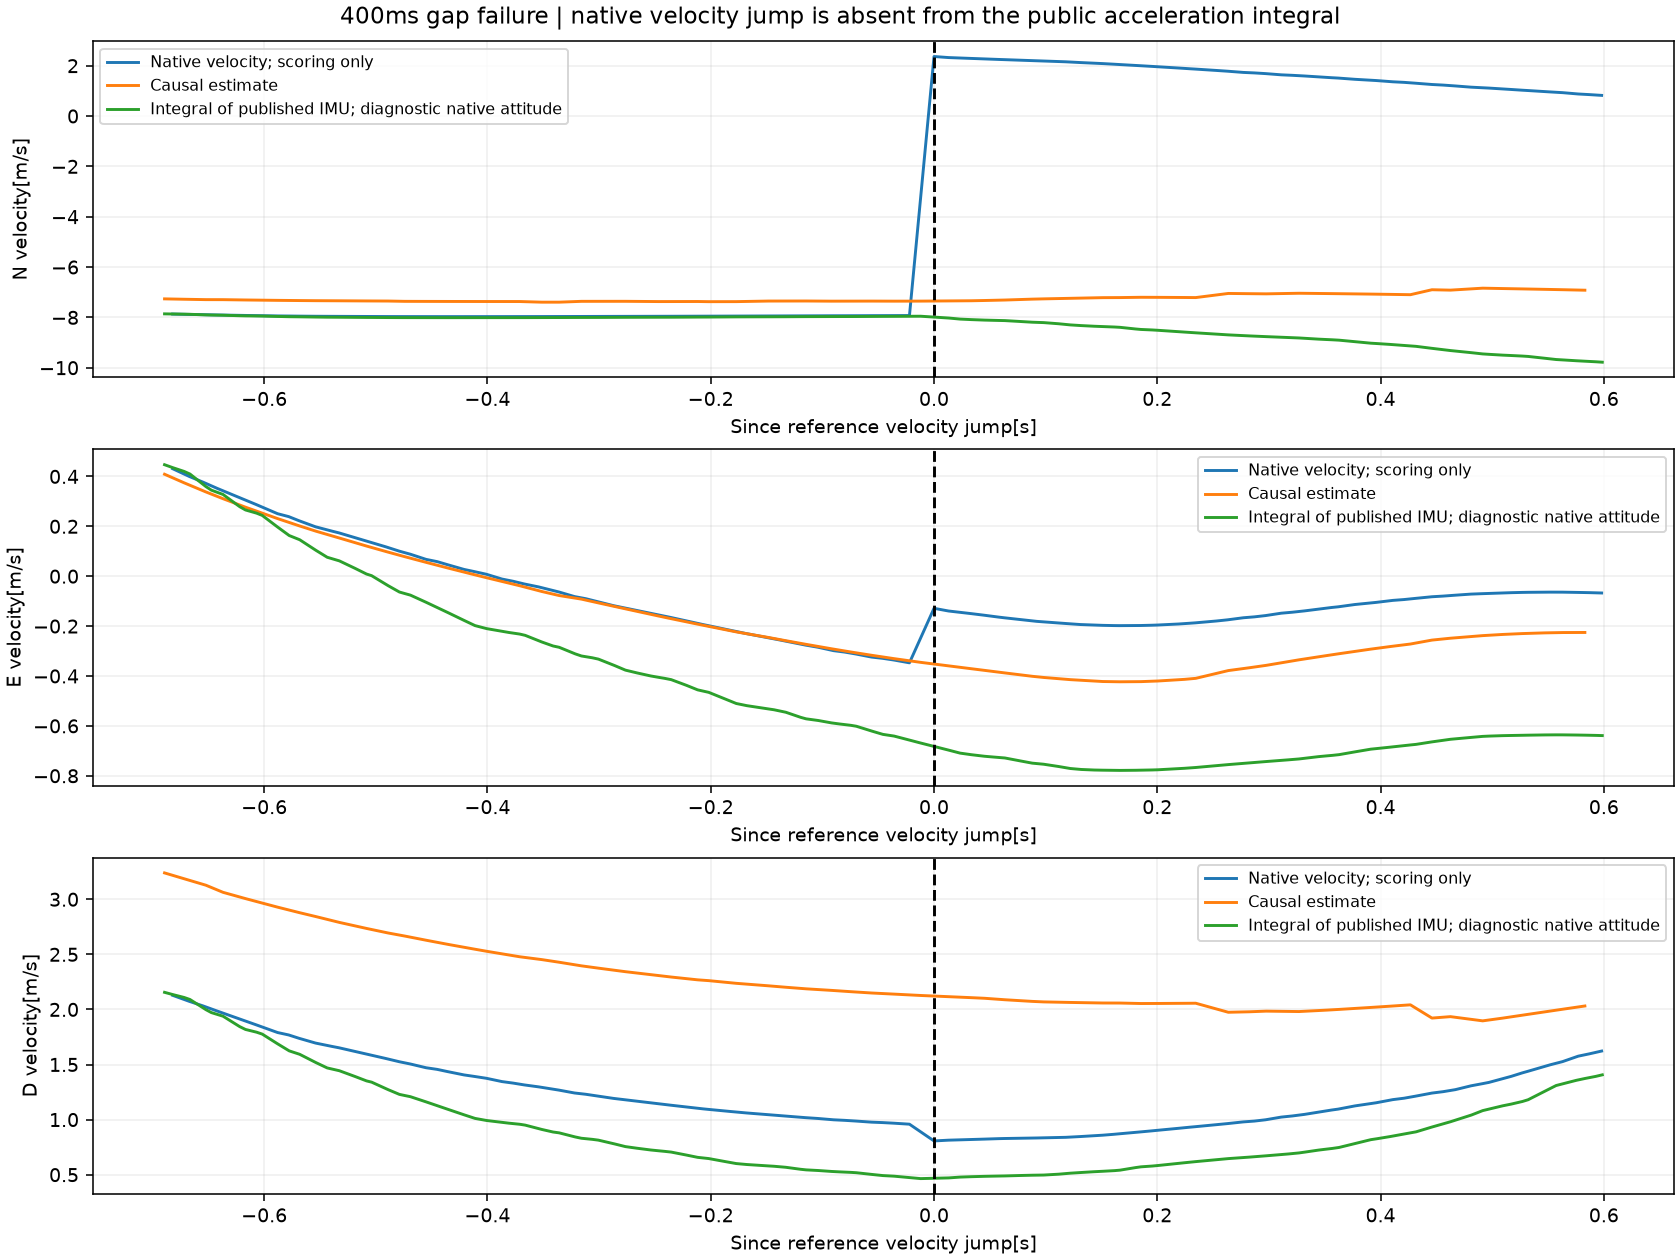 400ms gap failure | native velocity jump is absent from the public acceleration integral
Native velocity; scoring only
Causal estimate
Integral of published IMU; diagnostic native attitude
N velocity[m/s]
2
0
−2
−4
−6
−8
−10
−0.6
−0.4
−0.2
0.0
0.2
0.4
0.6
Since reference velocity jump[s]
Native velocity; scoring only
Causal estimate
Integral of published IMU; diagnostic native attitude
E velocity[m/s]
0.4
0.2
0.0
−0.2
−0.4
−0.6
−0.8
−0.6
−0.4
−0.2
0.0
0.2
0.4
0.6
Since reference velocity jump[s]
Native velocity; scoring only
Causal estimate
Integral of published IMU; diagnostic native attitude
D velocity[m/s]
3.0
2.5
2.0
1.5
1.0
0.5
−0.6
−0.4
−0.2
0.0
0.2
0.4
0.6
Since reference velocity jump[s]